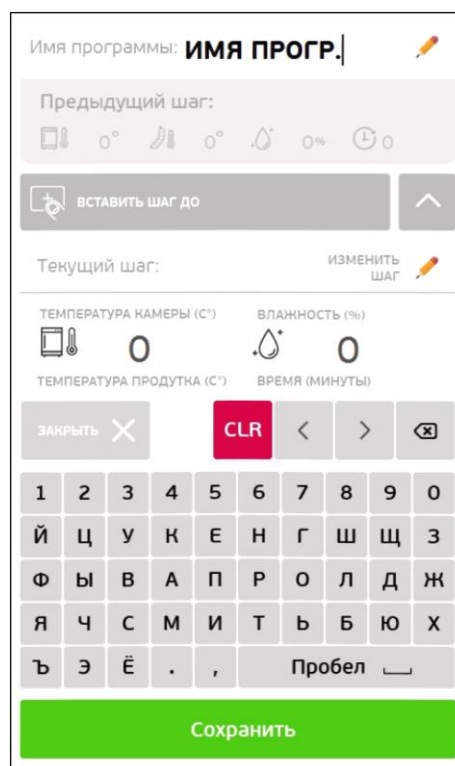 Имя программы: ИМЯ ПРОГР.
Предыдущий шаг:
0° 0° 0% 0
ВСТАВИТЬ ШАГ ДО
Текущий шаг: ИЗМЕНИТЬ ШАГ
ТЕМПЕРАТУРА КАМЕРЫ (C°) ВЛАЖНОСТЬ (%)
0 0
ТЕМПЕРАТУРА ПРОДУТКА (C°) ВРЕМЯ (МИНУТЫ)
ЗАКРЫТЬ CLR < >
1 2 3 4 5 6 7 8 9 0
Й Ц У К Е Н Г Ш Щ З
Ф Ы В А П Р О Л Д Ж
Я Ч С М И Т Ь Б Ю Х
Ъ Э Ё . , Пробел
Сохранить